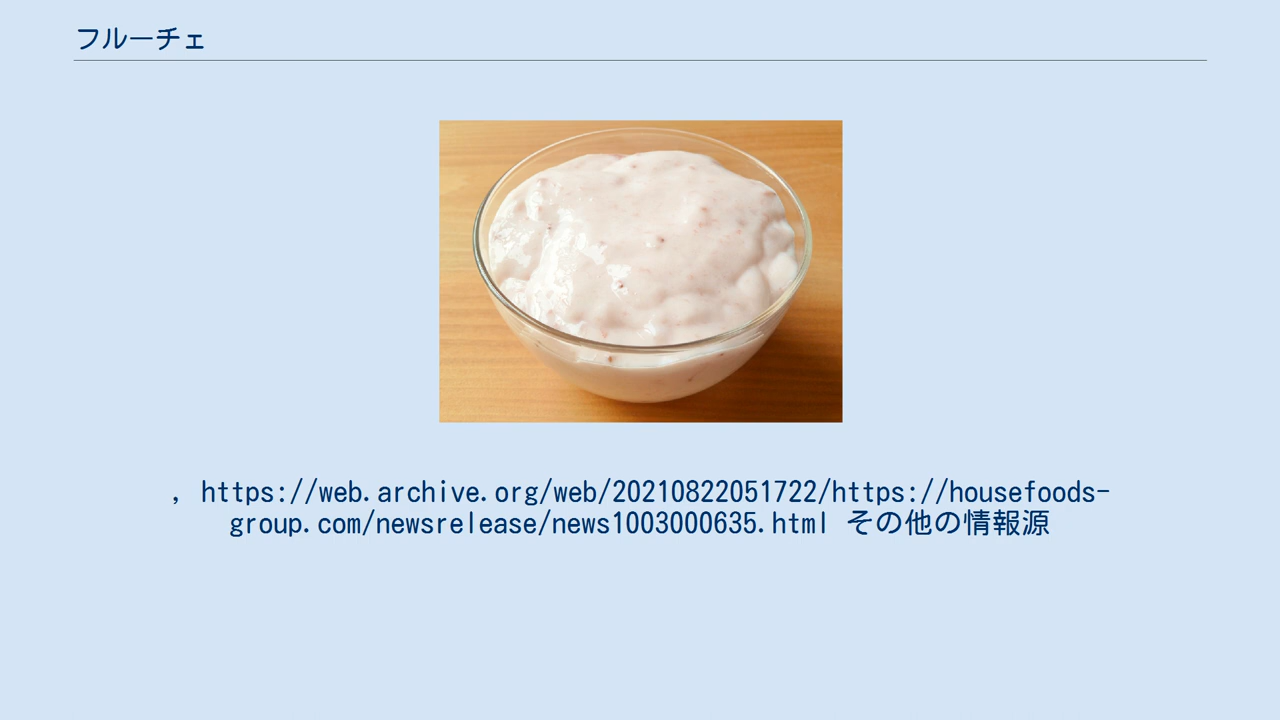 フルーチェ
, https://web.archive.org/web/20210822051722/https://housefoods-
group.com/newsrelease/news1003000635.html その他の情報源